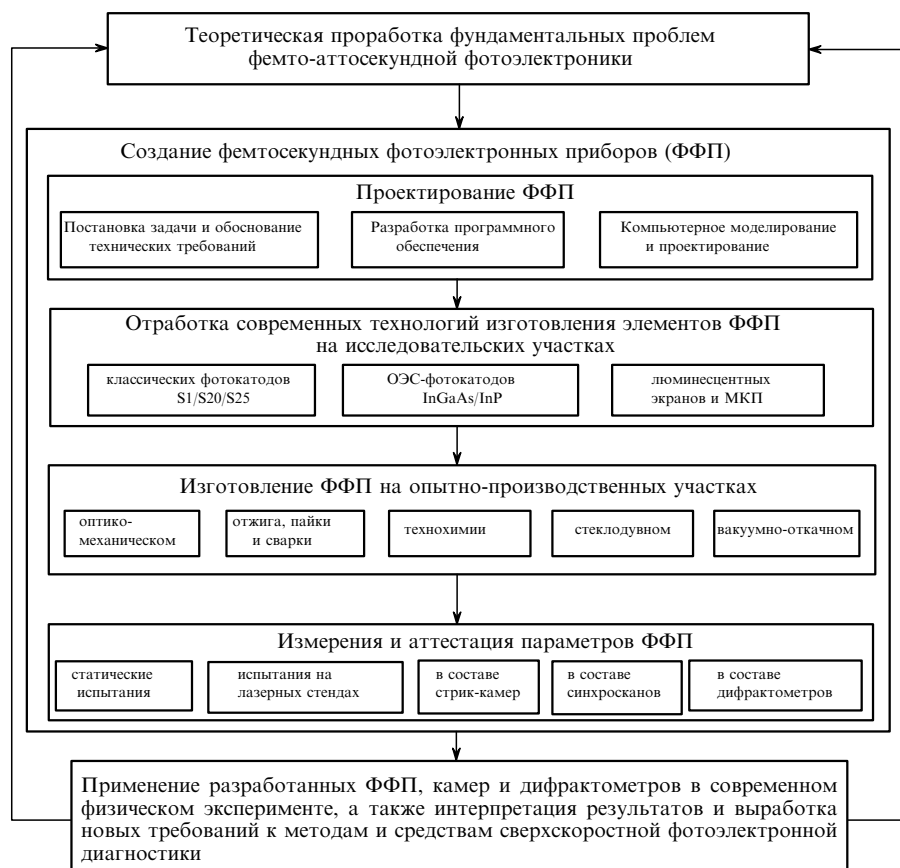 Теоретическая проработка фундаментальных проблем
фемто-аттосекундной фотоэлектроники
Создание фемтосекундных фотоэлектронных приборов (ФФП)
Проектирование ФФП
Постановка задачи и обоснование
технических требований
Разработка программного
обеспечения
Компьютерное моделирование
и проектирование
Отработка современных технологий изготовления элементов ФФП
на исследовательских участках
классических фотокатодов
S1/S20/S25
ОЭС-фотокатодов
InGaAs/InP
люминесцентных
экранов и МКП
Изготовление ФФП на опытно-производственных участках
оптико-
механическом
отжига, пайки
и сварки
технохимии
стеклодувном
вакуумно-откачном
Измерения и аттестация параметров ФФП
статические
испытания
испытания на
лазерных стендах
в составе
стрик-камер
в составе
синхросканов
в составе
дифрактометров
Применение разработанных ФФП, камер и дифрактометров в современном
физическом эксперименте, а также интерпретация результатов и выработка
новых требований к методам и средствам сверхскоростной фотоэлектронной
диагностики